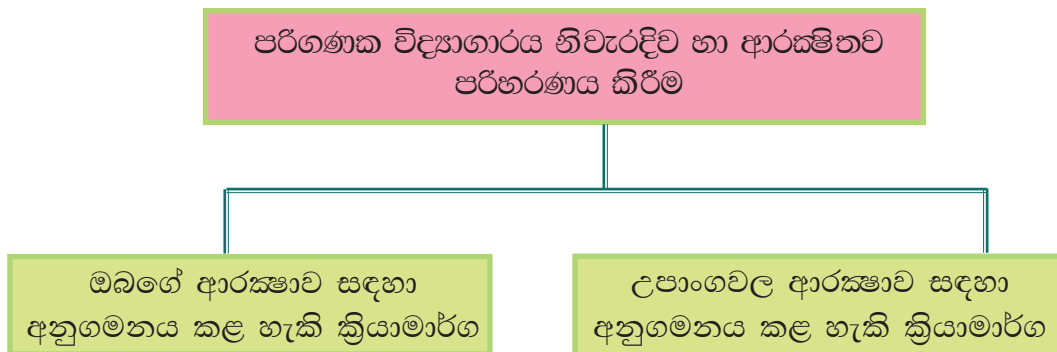 පරිගණක විද්‍යාගාරය නිවැරදිව හා ආරක්‍ෂිතව
පරිහරණය කිරීම
ඔබගේ ආරක්‍ෂාව සඳහා
අනුගමනය කළ හැකි ක්‍රියාමාර්ග
උපාංගවල ආරක්‍ෂාව සඳහා
අනුගමනය කළ හැකි ක්‍රියාමාර්ග